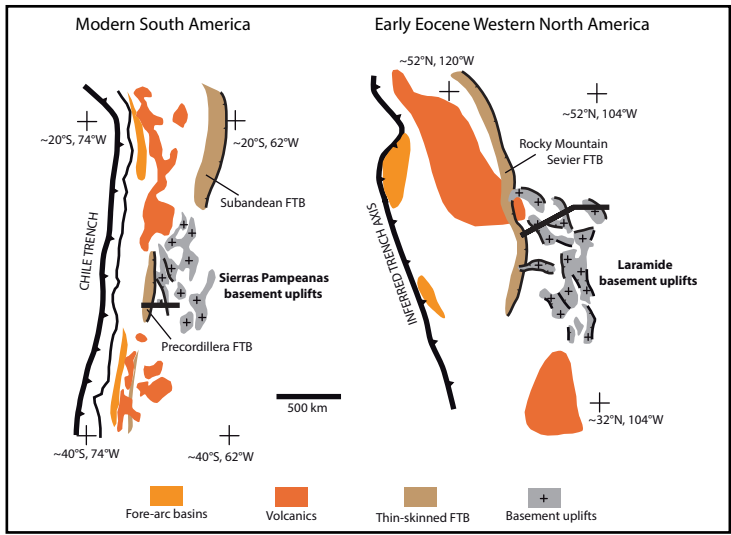 Modern South America
Early Eocene Western North America
~52°N, 120°W
~52°N, 104°W
~20°S, 74°W
~20°S, 62°W
Rocky Mountain
Sevier FTB
Subandean FTB
CHILE TRENCH
INFERRED TRENCH AXIS
Sierras Pampeanas
basement uplifts
Laramide
basement uplifts
Precordillera FTB
500 km
~32°N, 104°W
~40°S, 74°W
~40°S, 62°W
Fore-arc basins
Volcanics
Thin-skinned FTB
Basement uplifts